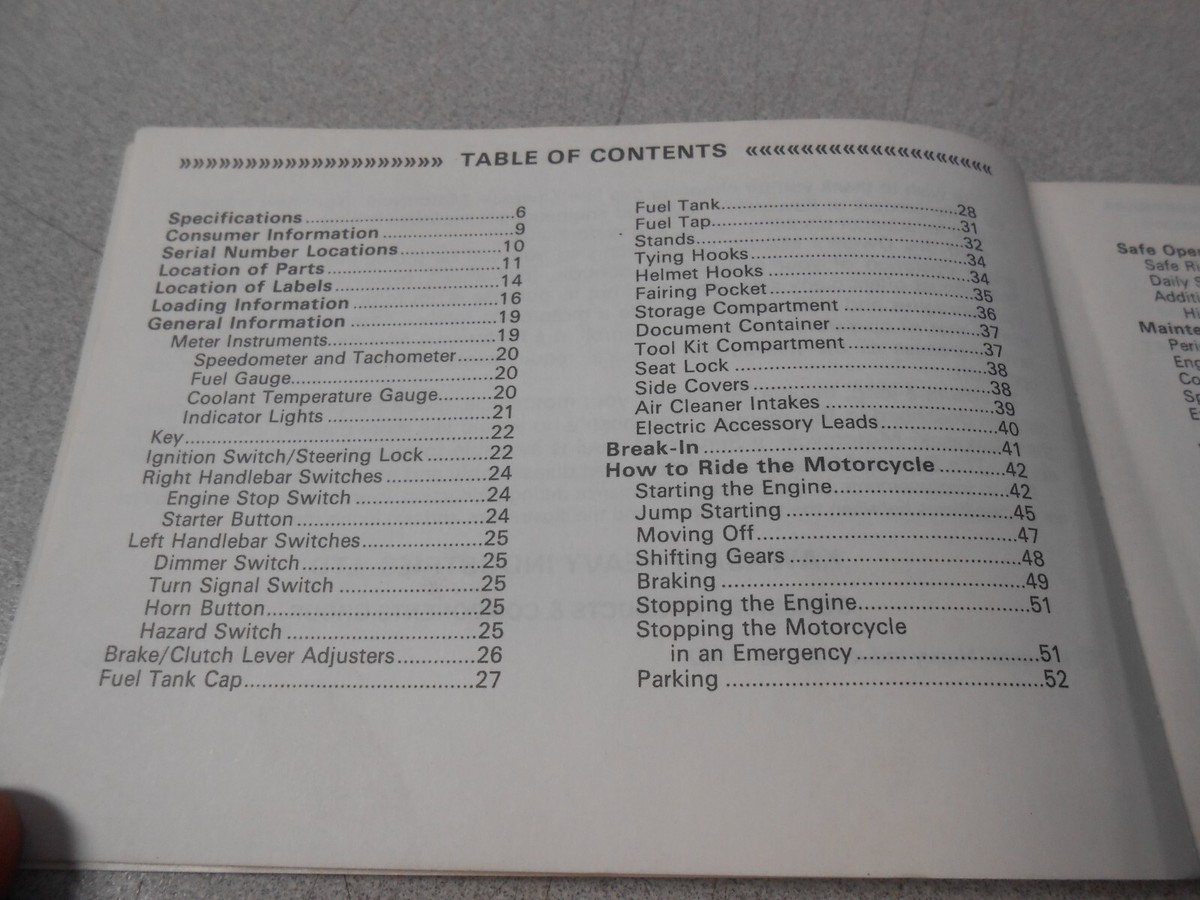 »»»»»»»»»»»»»»»»»»»» TABLE OF CONTENTS «««««««««««««««««««
Specifications........................................6
Consumer Information........................9
Serial Number Locations...................10
Location of Parts................................11
Location of Labels..............................14
Loading Information..........................16
General Information..........................19
Meter Instruments..............................19
Speedometer and Tachometer.......20
Fuel Gauge....................................20
Coolant Temperature Gauge.........20
Indicator Lights.............................21
Key....................................................22
Ignition Switch/Steering Lock..........22
Right Handlebar Switches.................24
Engine Stop Switch......................24
Starter Button................................24
Left Handlebar Switches....................25
Dimmer Switch..............................25
Turn Signal Switch........................25
Horn Button...................................25
Hazard Switch................................25
Brake/Clutch Lever Adjusters.............26
Fuel Tank Cap....................................27
Fuel Tank.............................................28
Fuel Tap..............................................31
Stands.................................................32
Tying Hooks........................................34
Helmet Hooks.....................................34
Fairing Pocket.....................................35
Storage Compartment.......................36
Document Container.........................37
Tool Kit Compartment.......................37
Seat Lock...........................................38
Side Covers........................................38
Air Cleaner Intakes............................39
Electric Accessory Leads..................40
Break-In................................................41
How to Ride the Motorcycle..............42
Starting the Engine............................42
Jump Starting....................................45
Moving Off.........................................47
Shifting Gears....................................48
Braking..............................................49
Stopping the Engine.........................51
Stopping the Motorcycle
in an Emergency............................51
Parking...............................................52
Safe
Safe
Daily